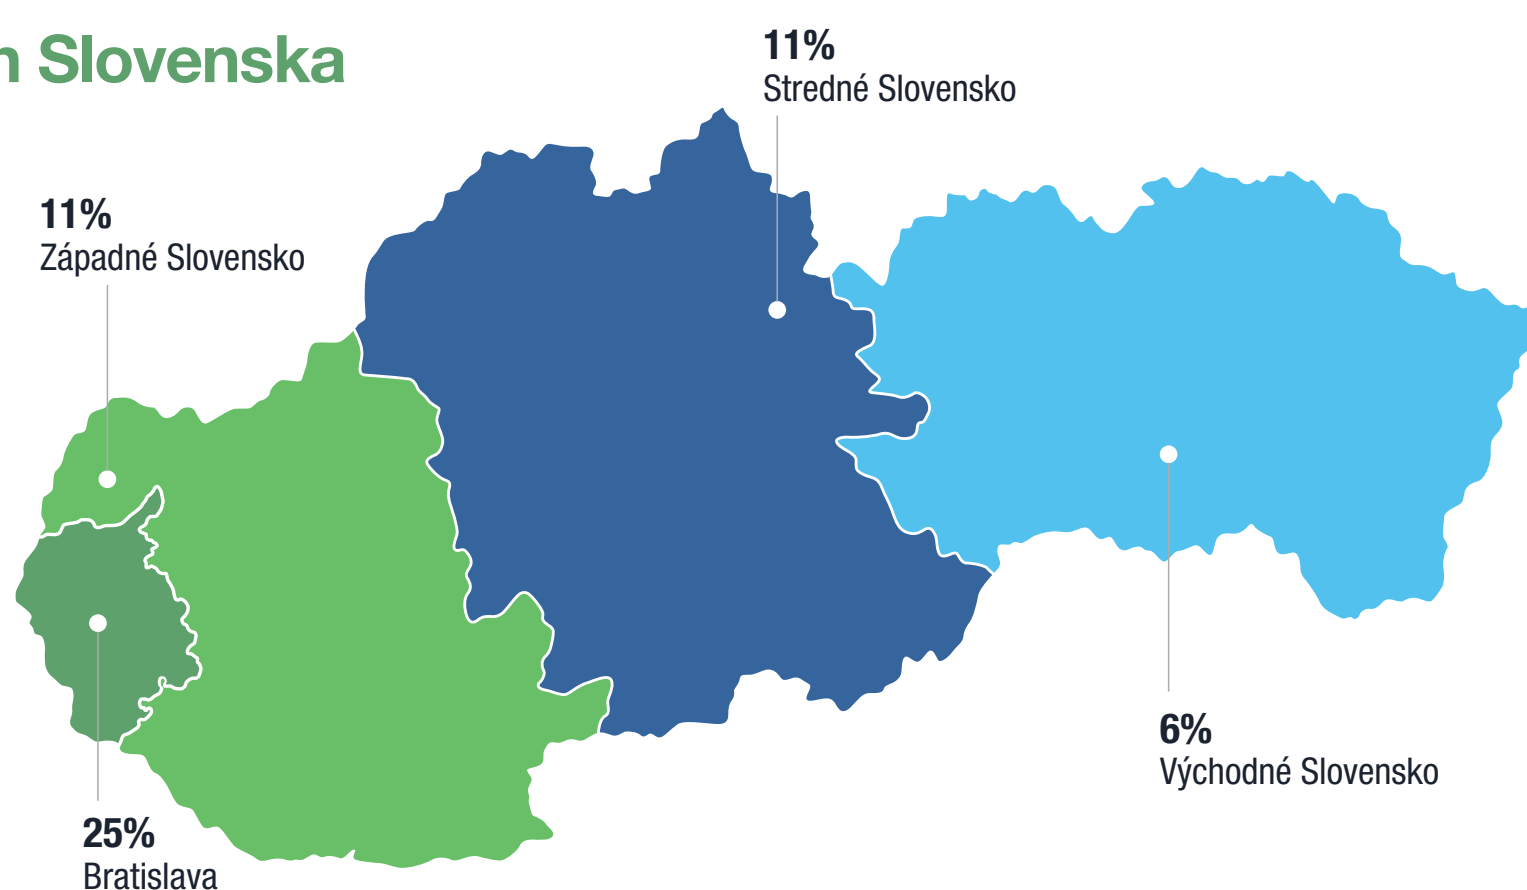 n Slovenska
11%
Stredné Slovensko
11%
Západné Slovensko
6%
Východné Slovensko
25%
Bratislava